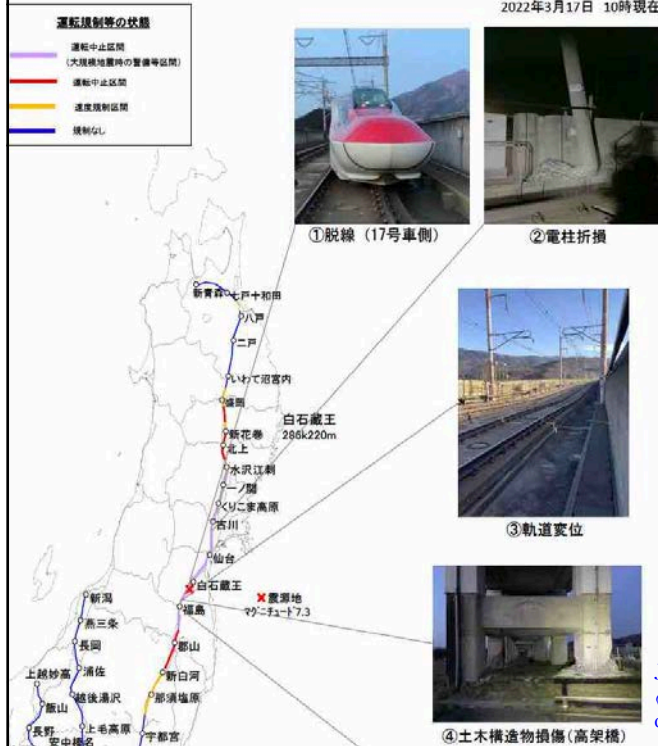 2022年3月17日 10時現在
運転規制等の状態
運転中止区間
(大規模地震時の警備等区間)
運転中止区間
速度規制区間
規制なし
①脱線(17号車側)
②電柱折損
新青森
七戸十和田
八戸
二戸
いわて沼宮内
盛岡
新花巻
北上
水沢江刺
一ノ関
くりこま高原
古川
仙台
白石蔵王
286k220m
③軌道変位
白石蔵王
福島
震源地
マグニチュード7.3
郡山
新白河
那須塩原
宇都宮
新潟
燕三条
長岡
浦佐
越後湯沢
上毛高原
上越妙高
飯山
長野
安中榛名
④土木構造物損傷(高架橋)